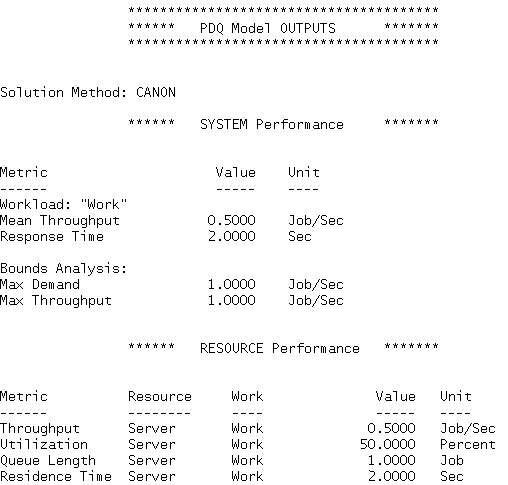 ***************************************
****** PDQ Model OUTPUTS *******
***************************************
Solution Method: CANON
****** SYSTEM Performance *******
Metric Value Unit
------ ----- ----
Workload: "Work"
Mean Throughput 0.5000 Job/Sec
Response Time 2.0000 Sec
Bounds Analysis:
Max Demand 1.0000 Job/Sec
Max Throughput 1.0000 Job/Sec
****** RESOURCE Performance *******
Metric Resource Work Value Unit
------ -------- ---- ----- ----
Throughput Server Work 0.5000 Job/Sec
Utilization Server Work 50.0000 Percent
Queue Length Server Work 1.0000 Job
Residence Time Server Work 2.0000 Sec